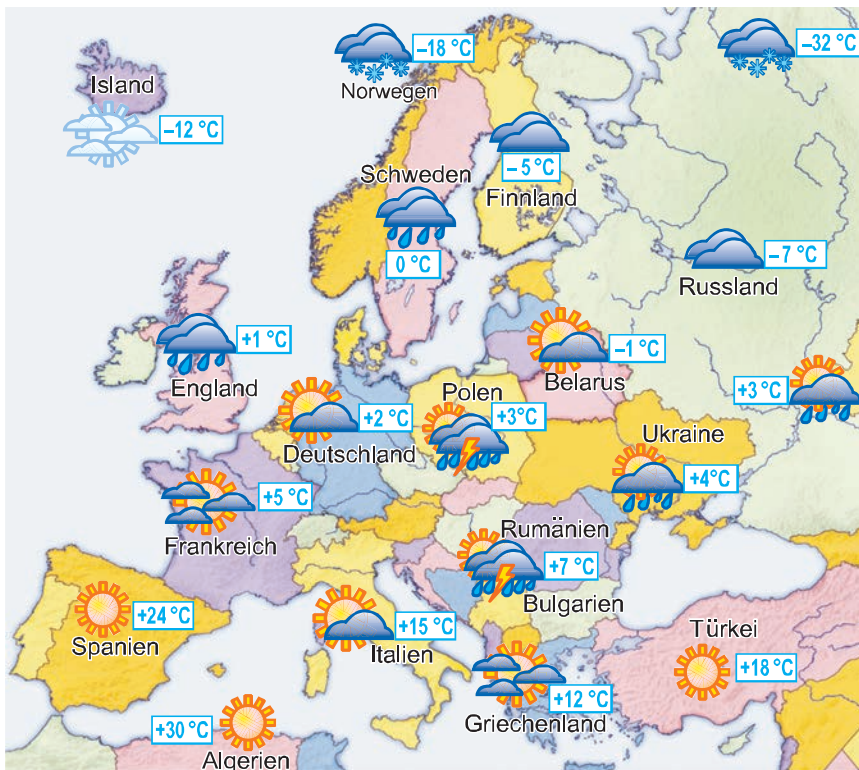 –18 °C
–32 °C
Island
Norwegen
–12 °C
– 5 °C
Schweden
Finnland
0 °C
– 7 °C
Russland
+1 °C
–1 °C
England
Belarus
Polen
+3 °C
+2 °C
+3°C
Ukraine
Deutschland
+4°C
+5 °C
Frankreich
Rumänien
+7 °C
Bulgarien
+24 °C
+15 °C
Türkei
Spanien
Italien
+18 °C
+12 °C
Griechenland
+30 °C
Algerien